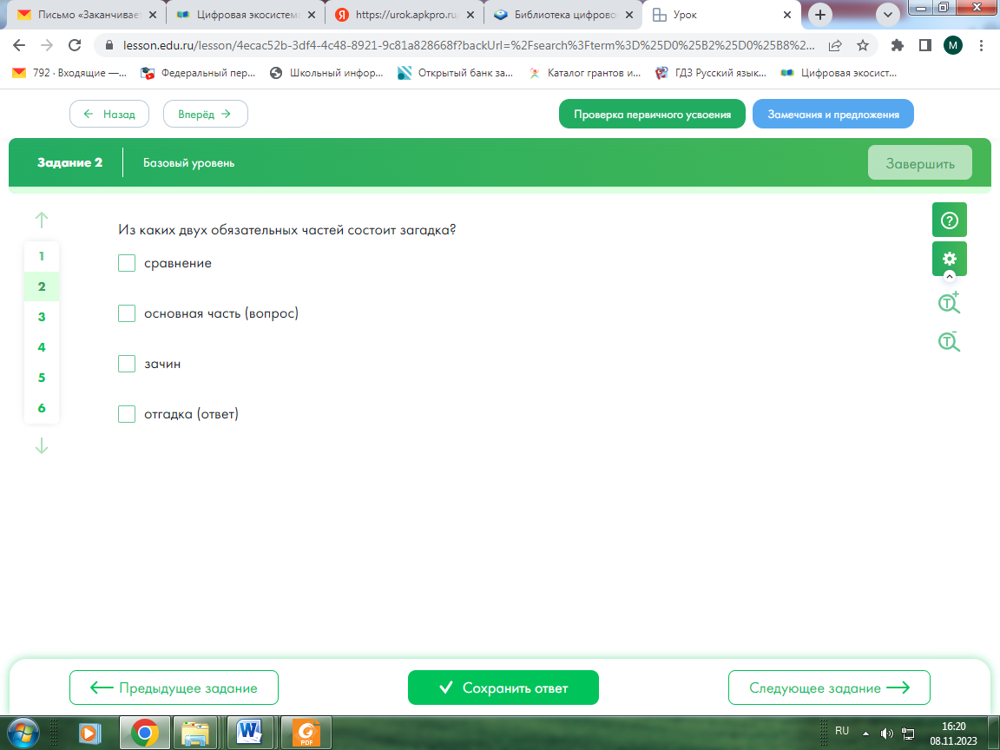 Письмо «Заканчивает
Цифровая экосистема
https://urok.apkpro.ru
Библиотека цифрово
Урок
lesson.edu.ru/lesson/4ecac52b-3df4-4c48-8921-9c81a828668f?backUrl=%2Fsearch%3Fterm%3D%25D0%25B2%25D0%25B8%2...
М
792 · Входящие —...
Федеральный пер...
Школьный инфор...
Открытый банк за...
Каталог грантов и...
ГДЗ Русский язык...
Цифровая экосист...
← Назад
Вперёд →
Проверка первичного усвоения
Замечания и предложения
Задание 2
Базовый уровень
Завершить
Из каких двух обязательных частей состоит загадка?
1
сравнение
2
3
основная часть (вопрос)
4
зачин
5
6
отгадка (ответ)
← Предыдущее задание
Сохранить ответ
Следующее задание →
PDF
RU
16:20
08.11.2023